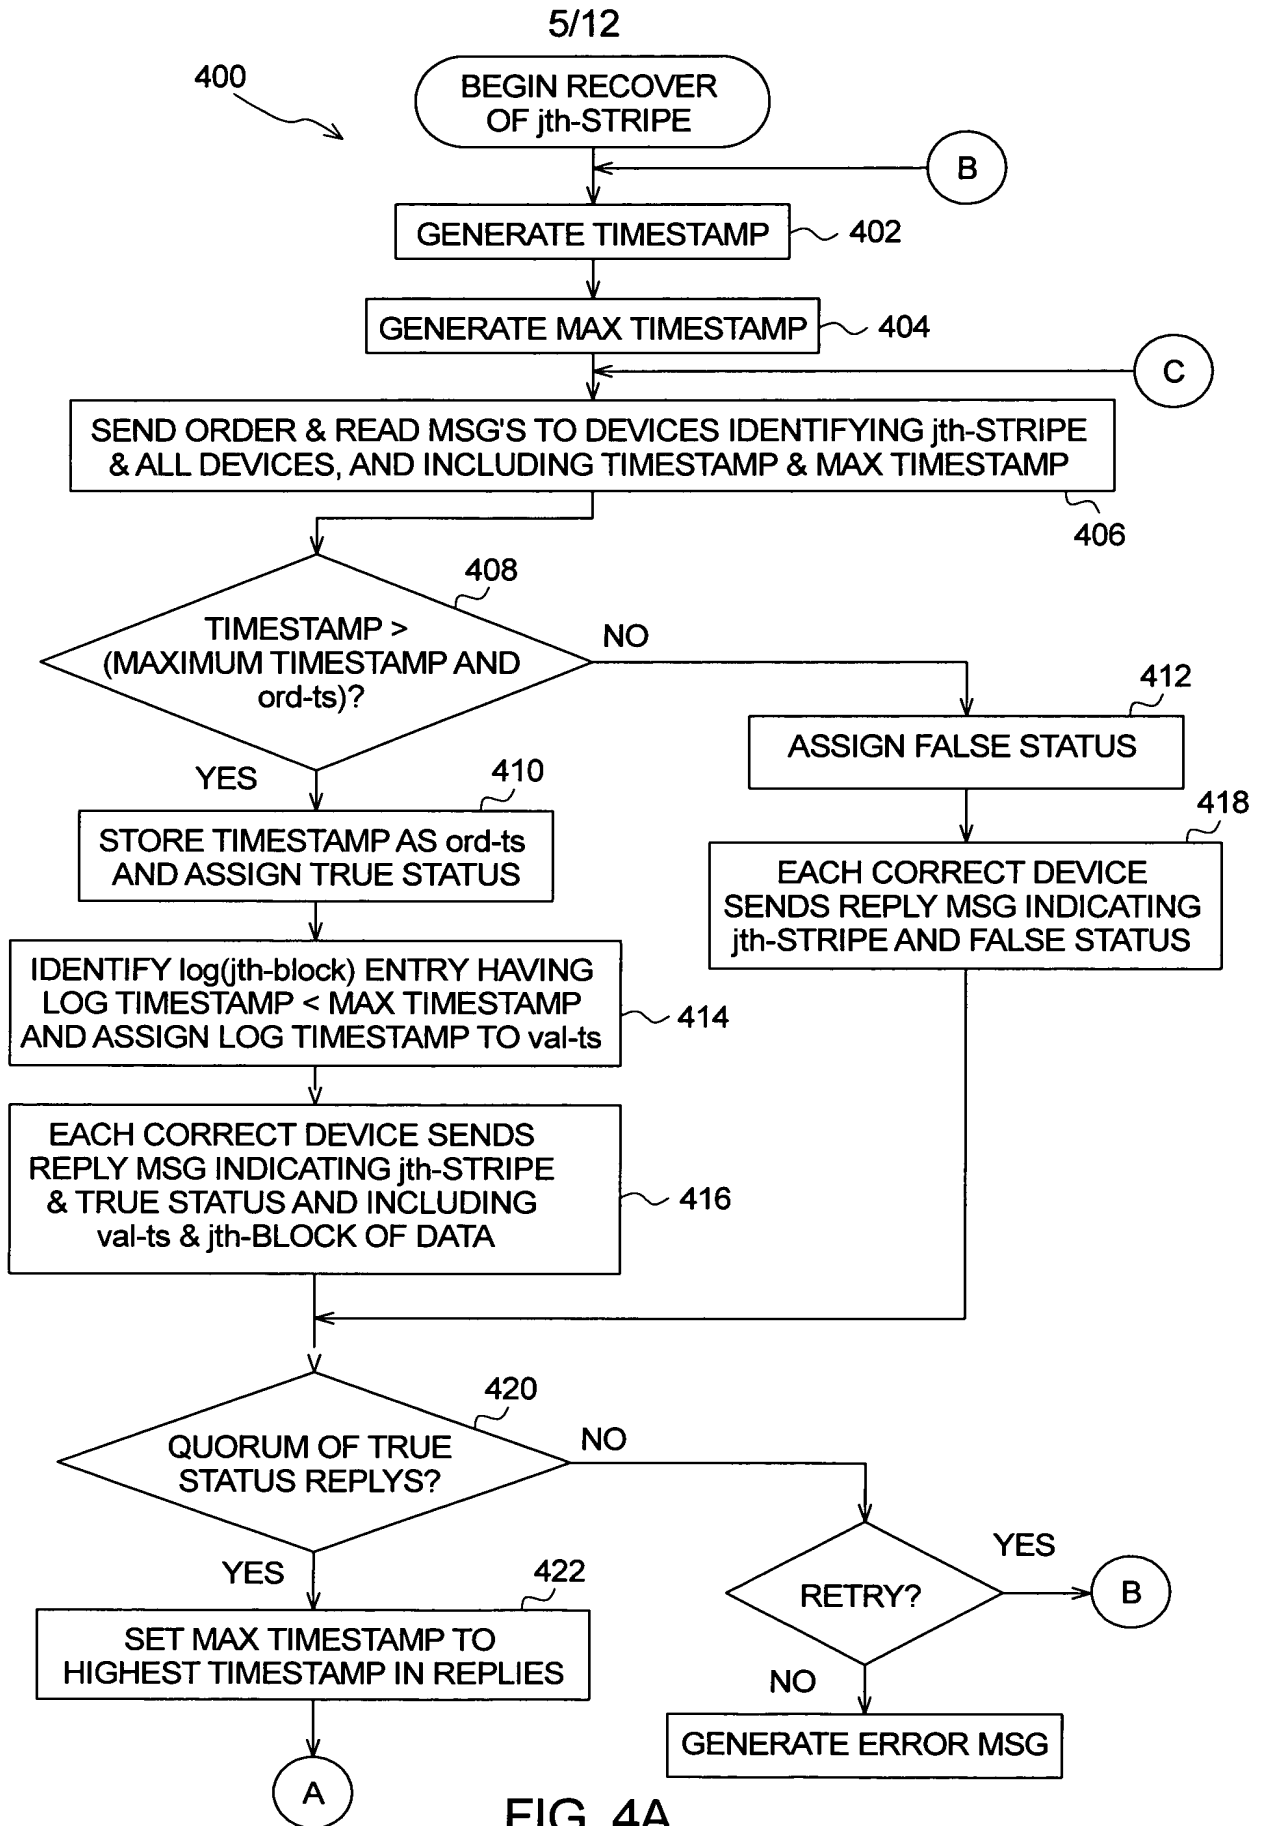 5/12
400
BEGIN RECOVER
OF jth-STRIPE
B
GENERATE TIMESTAMP
402
GENERATE MAX TIMESTAMP
404
C
SEND ORDER & READ MSG'S TO DEVICES IDENTIFYING jth-STRIPE
& ALL DEVICES, AND INCLUDING TIMESTAMP & MAX TIMESTAMP
406
408
TIMESTAMP >
(MAXIMUM TIMESTAMP AND
ord-ts)?
NO
412
ASSIGN FALSE STATUS
YES
410
STORE TIMESTAMP AS ord-ts
AND ASSIGN TRUE STATUS
418
EACH CORRECT DEVICE
SENDS REPLY MSG INDICATING
jth-STRIPE AND FALSE STATUS
IDENTIFY log(jth-block) ENTRY HAVING
LOG TIMESTAMP < MAX TIMESTAMP
AND ASSIGN LOG TIMESTAMP TO val-ts
414
EACH CORRECT DEVICE SENDS
REPLY MSG INDICATING jth-STRIPE
& TRUE STATUS AND INCLUDING
val-ts & jth-BLOCK OF DATA
416
420
QUORUM OF TRUE
STATUS REPLYS?
NO
YES
422
RETRY?
YES
B
SET MAX TIMESTAMP TO
HIGHEST TIMESTAMP IN REPLIES
NO
GENERATE ERROR MSG
A
FIG. 4A